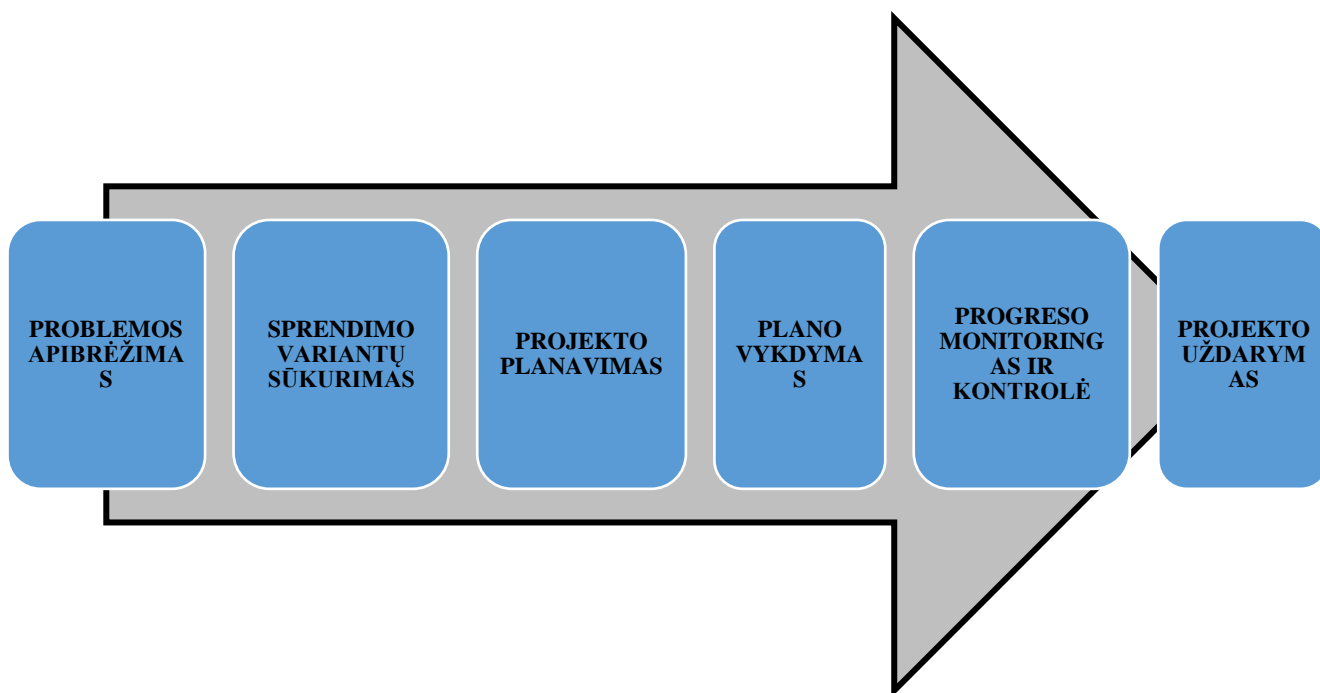 PROBLEMOS
APIBRĖŽIMA
S
SPRENDIMO
VARIANTŲ
SŪKURIMAS
PROJEKTO
PLANAVIMAS
PLANO
VYKDYMA
S
PROGRESO
MONITORING
AS IR
KONTROLĖ
PROJEKTO
UŽDARYM
AS